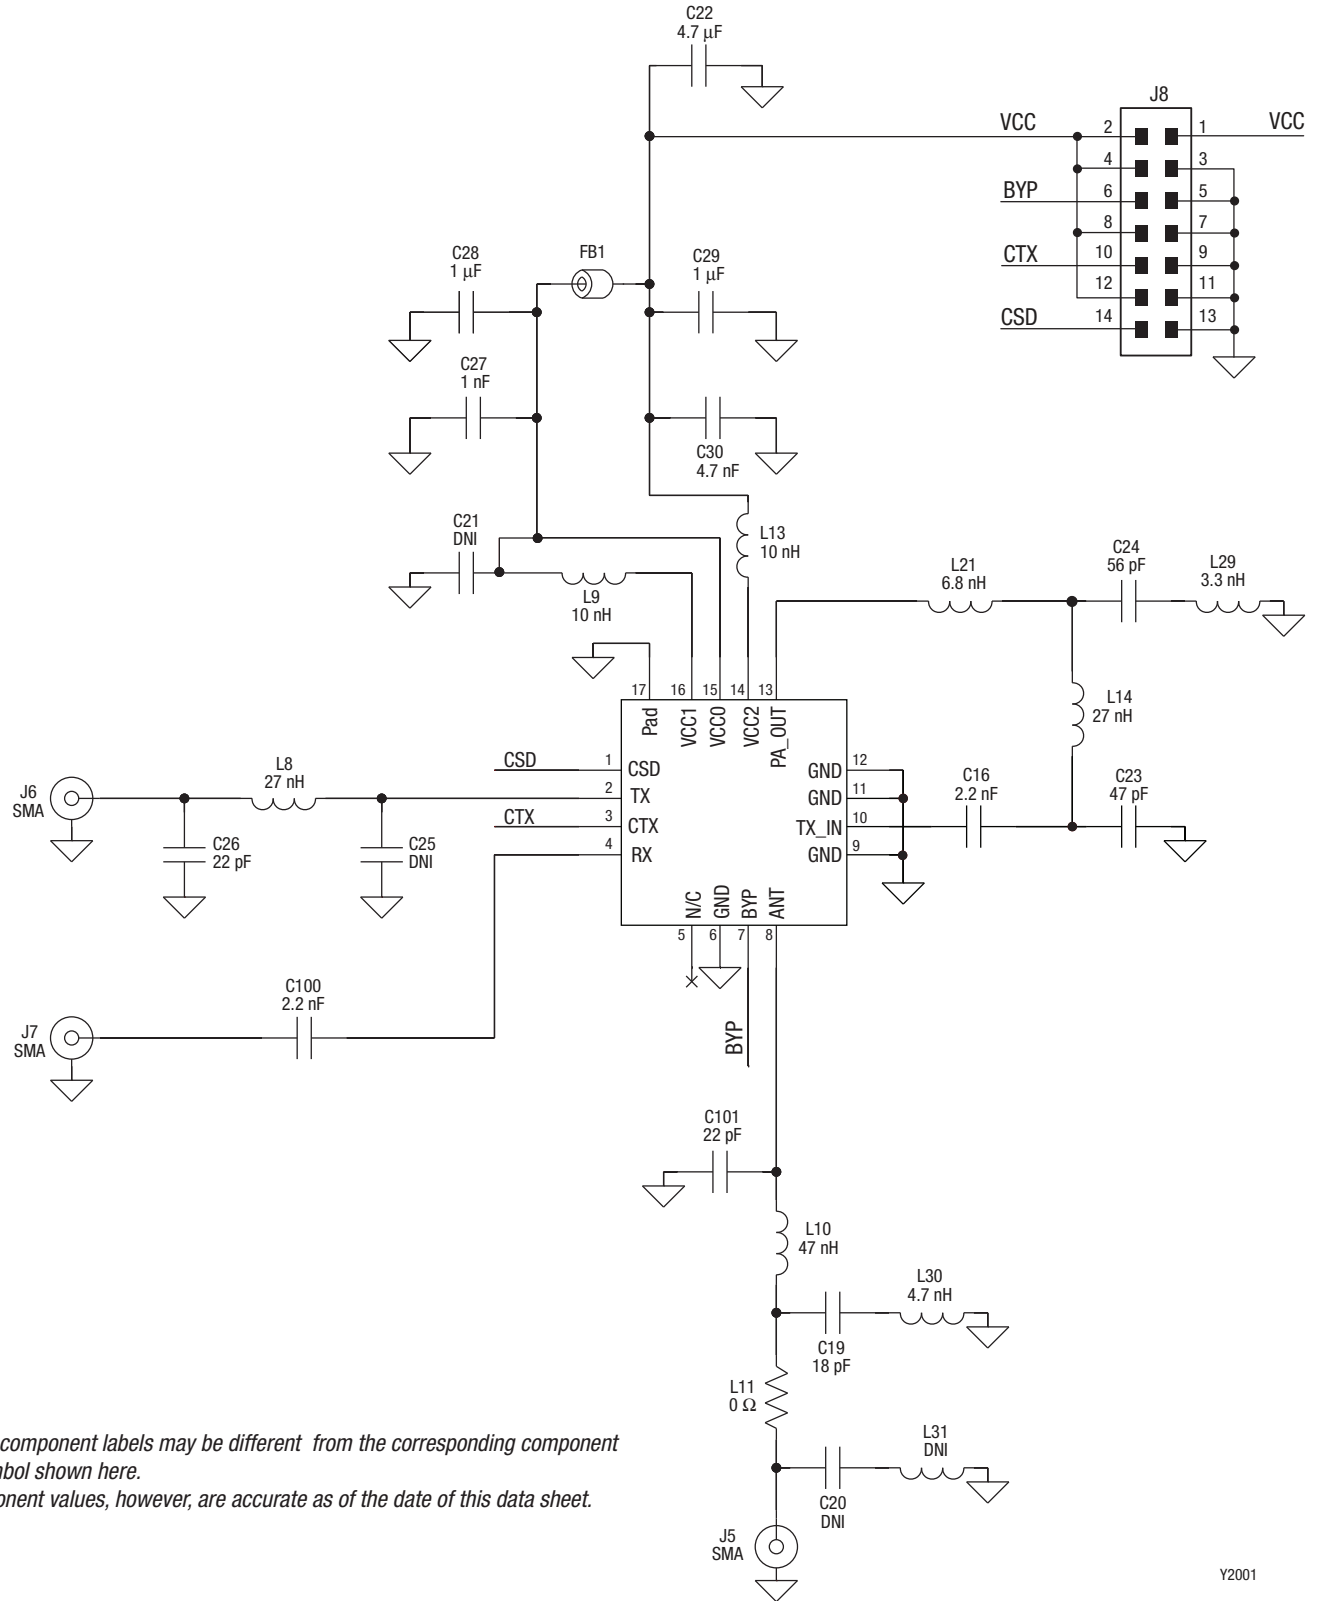 C22
4.7 μF
J8
VCC
2
1
VCC
4
3
BYP
6
5
8
7
CTX
10
9
12
11
CSD
14
13
C28
1 μF
FB1
C29
1 μF
C27
1 nF
C30
4.7 nF
C21
DNI
L13
10 nH
L9
10 nH
L21
6.8 nH
C24
56 pF
L29
3.3 nH
17
16
15
14
13
Pad
VCC1
VCC0
VCC2
PA_OUT
L14
27 nH
J6
SMA
L8
27 nH
C26
22 pF
C25
DNI
CSD
1
CSD
2
TX
CTX
3
CTX
4
RX
GND
12
GND
11
TX_IN
10
GND
9
C16
2.2 nF
C23
47 pF
N/C
GND
BYP
ANT
5
6
7
8
BYP
J7
SMA
C100
2.2 nF
C101
22 pF
L10
47 nH
L30
4.7 nH
C19
18 pF
L11
0 Ω
L31
DNI
C20
DNI
J5
SMA
component labels may be different from the corresponding component
shown here.
values, however, are accurate as of the date of this data sheet.
Y2001